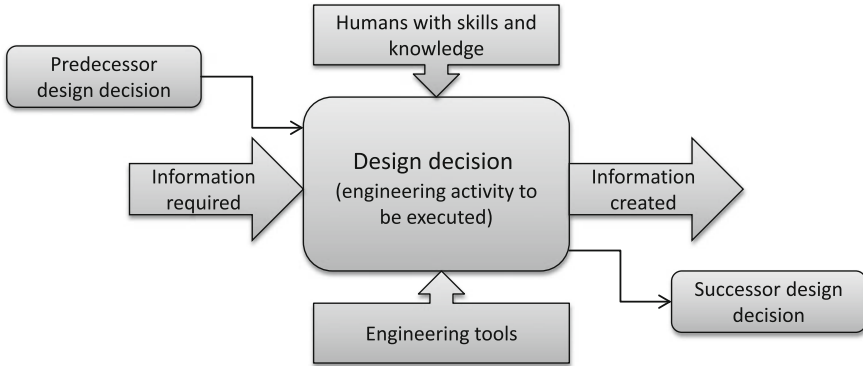 Humans with skills and
knowledge
Predecessor
design decision
Design decision
(engineering activity to
be executed)
Information
required
Information
created
Successor design
decision
Engineering tools